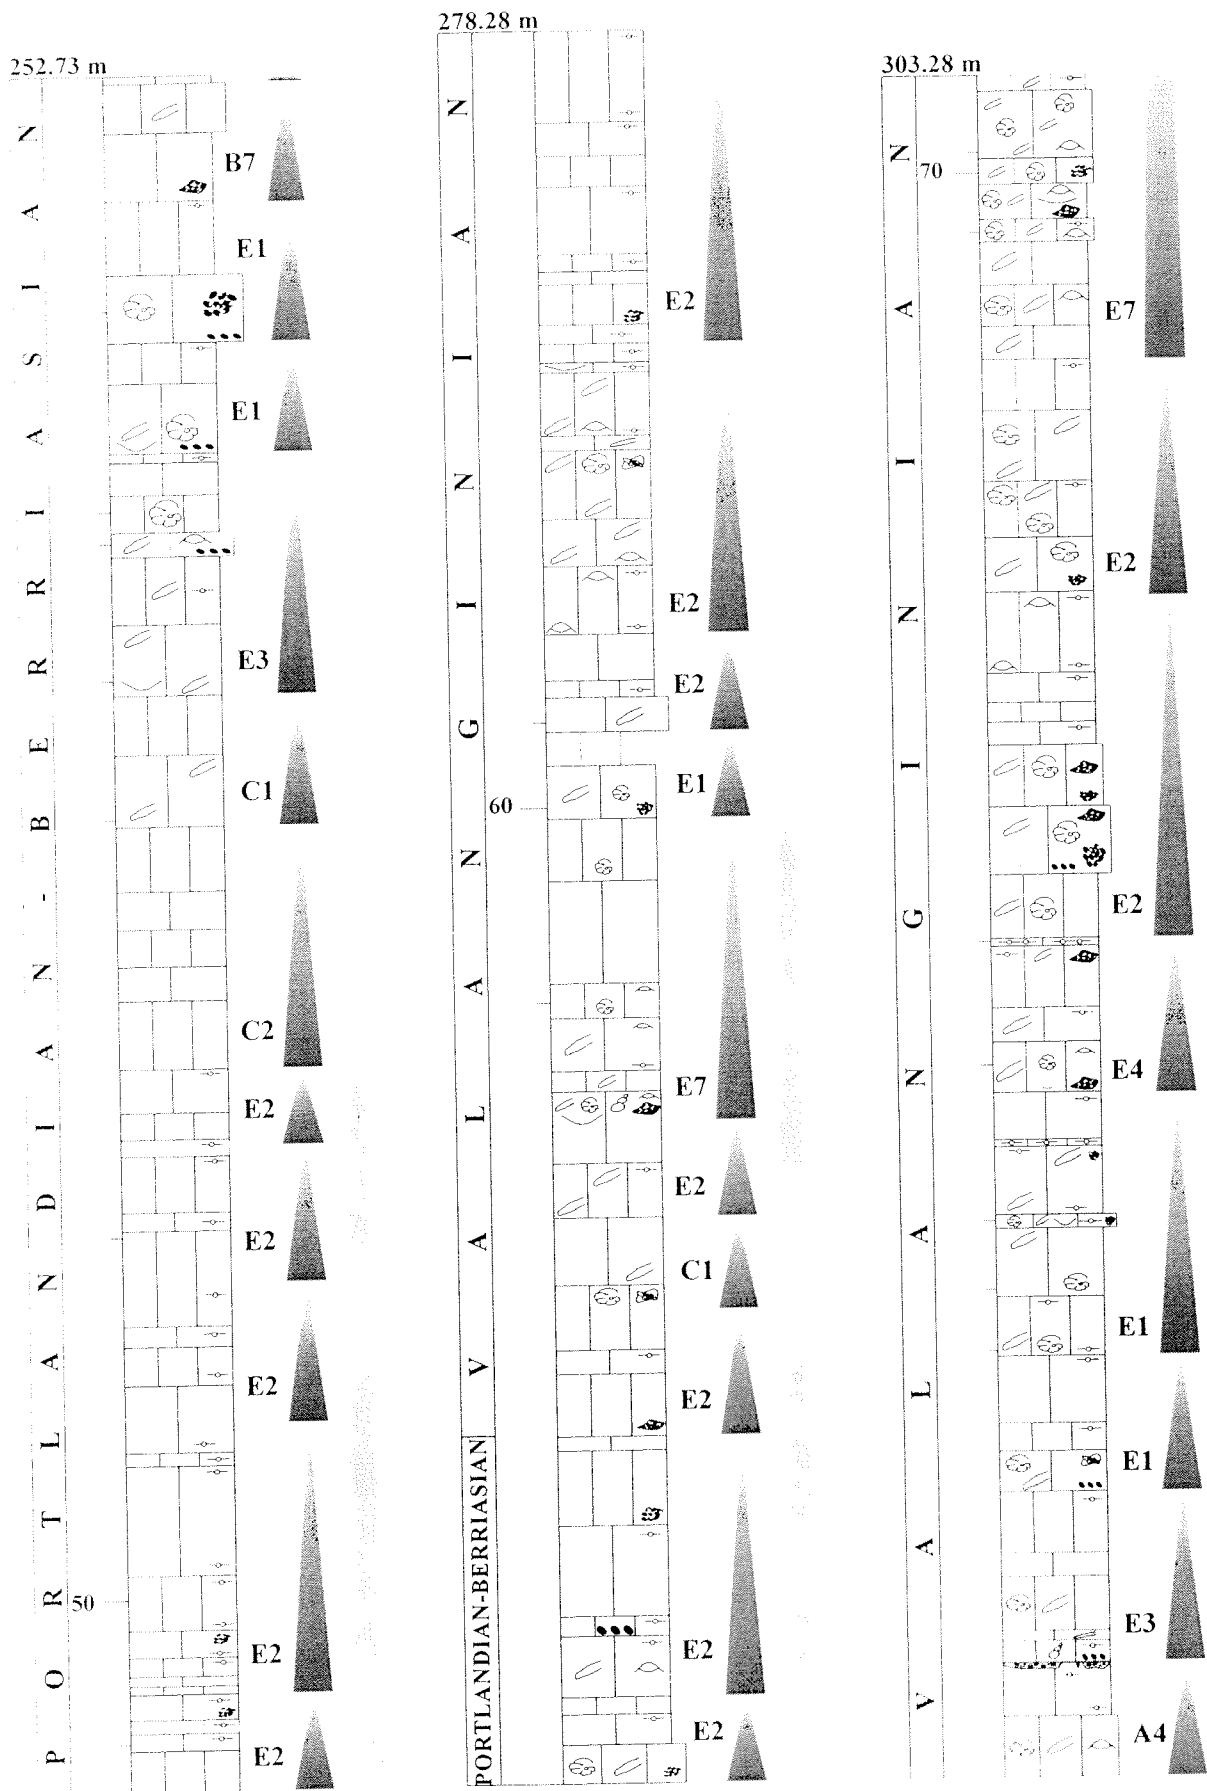 252.73 m
PORTLANDIAN-BERRIASIAN
B7
E1
E1
E3
C1
C2
E2
E2
E2
50
E2
E2
278.28 m
VALANGINIAN
PORTLANDIAN-BERRIASIAN
E2
E2
E2
E1
60
E7
E2
C1
E2
E2
E2
303.28 m
VALANGINNIAN
70
E7
E2
E2
E4
E1
E1
E3
A4